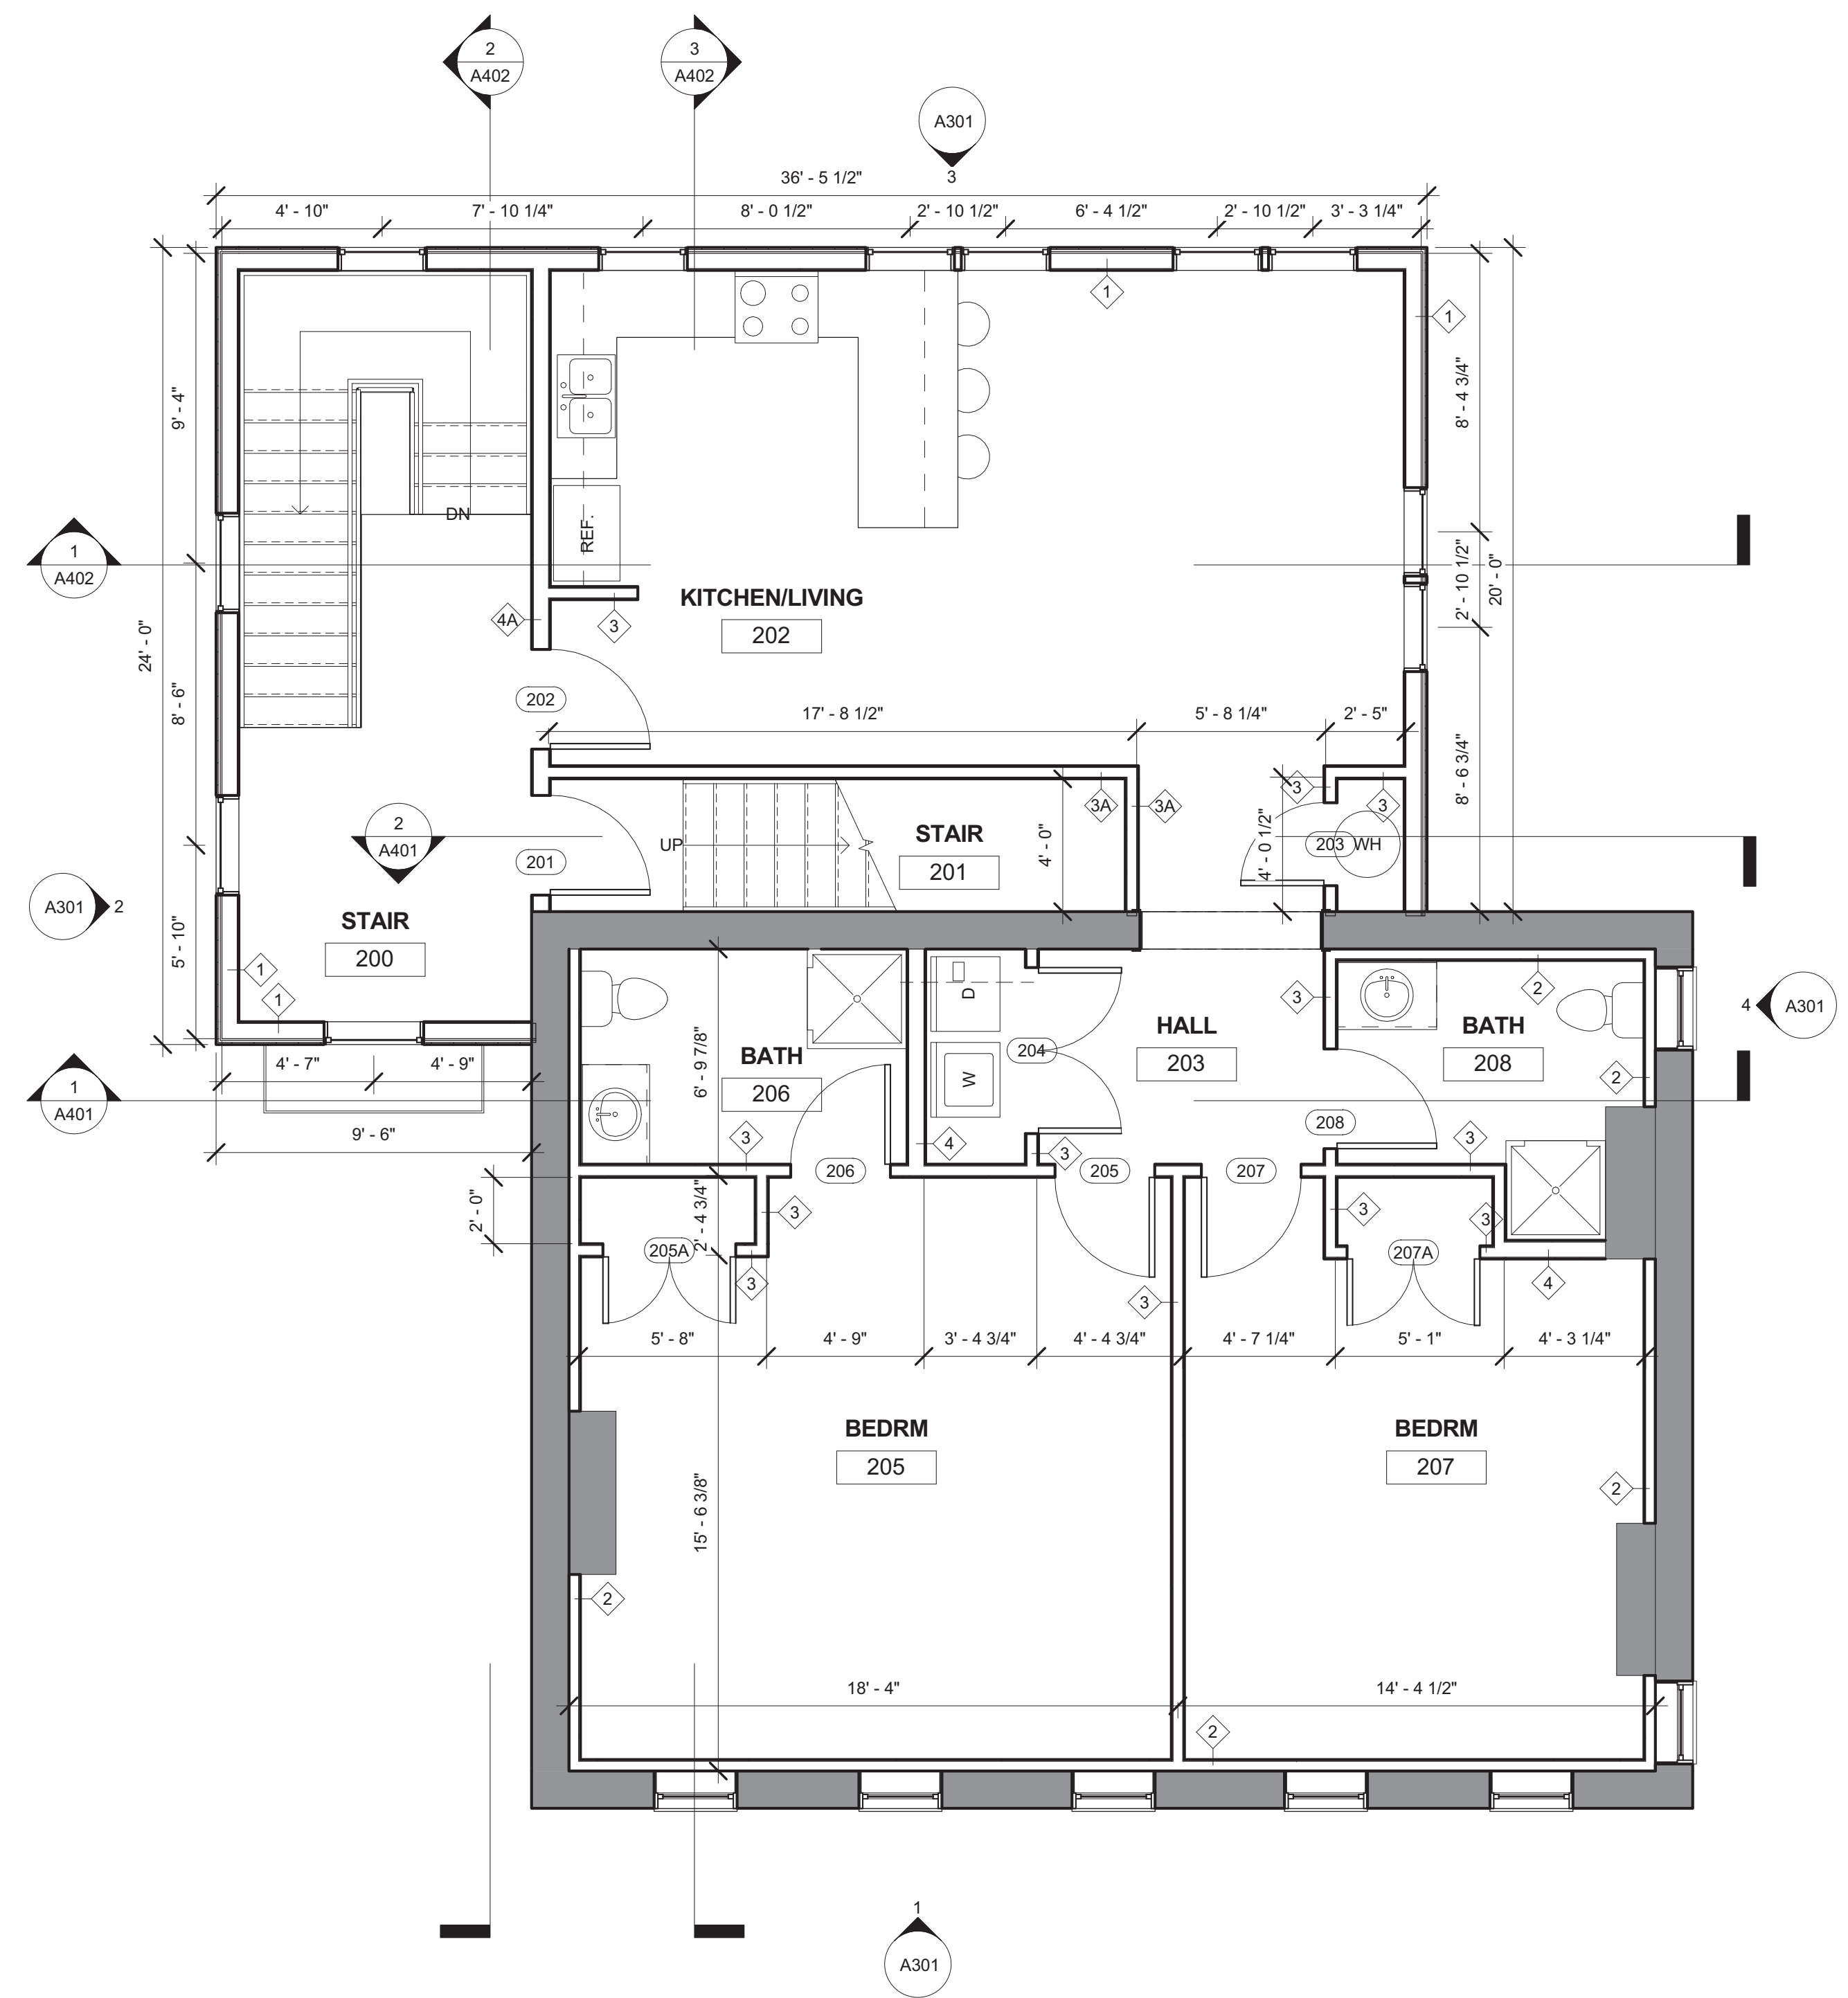 2
A402
3
A402
A301
3
36' - 5 1/2"
4' - 10"
7' - 10 1/4"
8' - 0 1/2"
2' - 10 1/2"
6' - 4 1/2"
2' - 10 1/2"
3' - 3 1/4"
1
1
9' - 4"
8' - 4 3/4"
DN
REF.
1
A402
2' - 10 1/2"
20' - 0"
KITCHEN/LIVING
202
4A
3
24' - 0"
8' - 6"
202
17' - 8 1/2"
5' - 8 1/4"
2' - 5"
8' - 6 3/4"
3
3
3A
3A
2
A401
UP
STAIR
201
4' - 0"
4' - 0 1/2"
203
WH
201
A301
2
STAIR
200
5' - 10"
1
1
D
3
2
4
A301
HALL
203
BATH
208
204
W
BATH
206
6' - 9 7/8"
4' - 7"
4' - 9"
2
1
A401
9' - 6"
208
3
4
3
3
206
205
207
2' - 0"
2' - 4 3/4"
3
3
3
205A
207A
3
4
3
5' - 8"
4' - 9"
3' - 4 3/4"
4' - 4 3/4"
4' - 7 1/4"
5' - 1"
4' - 3 1/4"
BEDRM
205
BEDRM
207
15' - 6 3/8"
2
2
18' - 4"
14' - 4 1/2"
2
1
A301